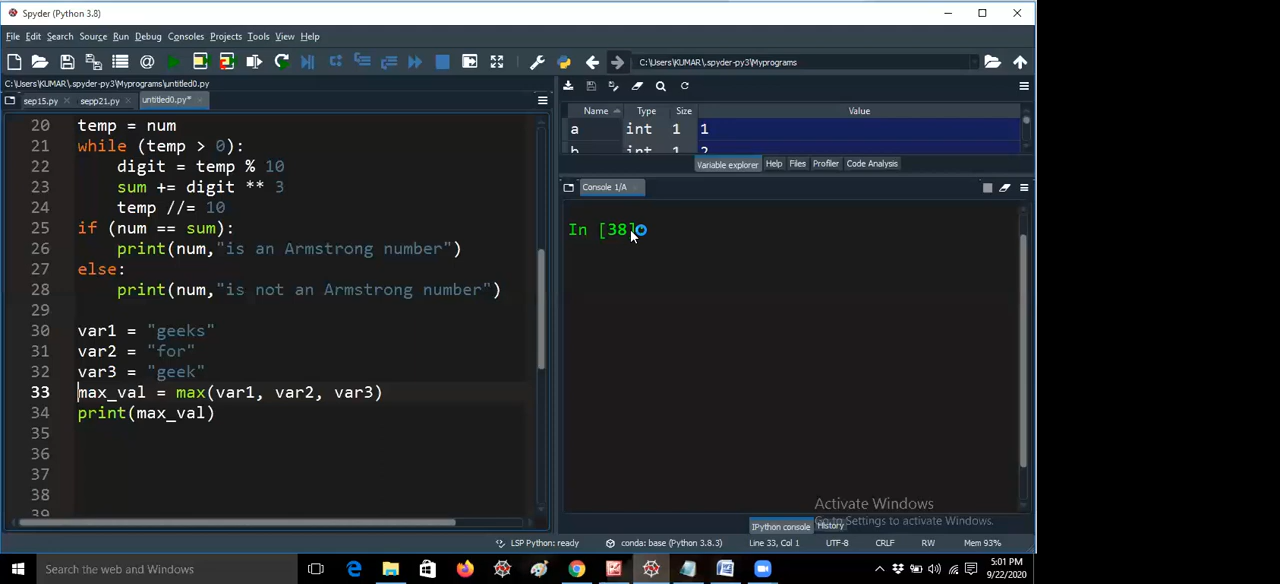 Spyder (Python 3.8)
File Edit Search Source Run Debug Consoles Projects Tools View Help
C:\Users\KUMAR\.spyder-py3\Myprograms
C:\Users\KUMAR\.spyder-py3\Myprograms\untitled0.py
sep15.py sepp21.py untitled0.py*
20 temp = num
21 while (temp > 0):
22 digit = temp % 10
23 sum += digit ** 3
24 temp //= 10
25 if (num == sum):
26 print(num,"is an Armstrong number")
27 else:
28 print(num,"is not an Armstrong number")
29
30 var1 = "geeks"
31 var2 = "for"
32 var3 = "geek"
33 max_val = max(var1, var2, var3)
34 print(max_val)
35
36
37
38
39
Name Type Size Value
a int 1 1
b int 1 2
Variable explorer Help Files Profiler Code Analysis
Console 1/A
In [38]
Activate Windows
Go to Settings to activate Windows.
IPython console History
LSP Python: ready conda: base (Python 3.8.3) Line 33, Col 1 UTF-8 CRLF RW Mem 93%
Search the Web and Windows
5:01 PM
9/22/2020